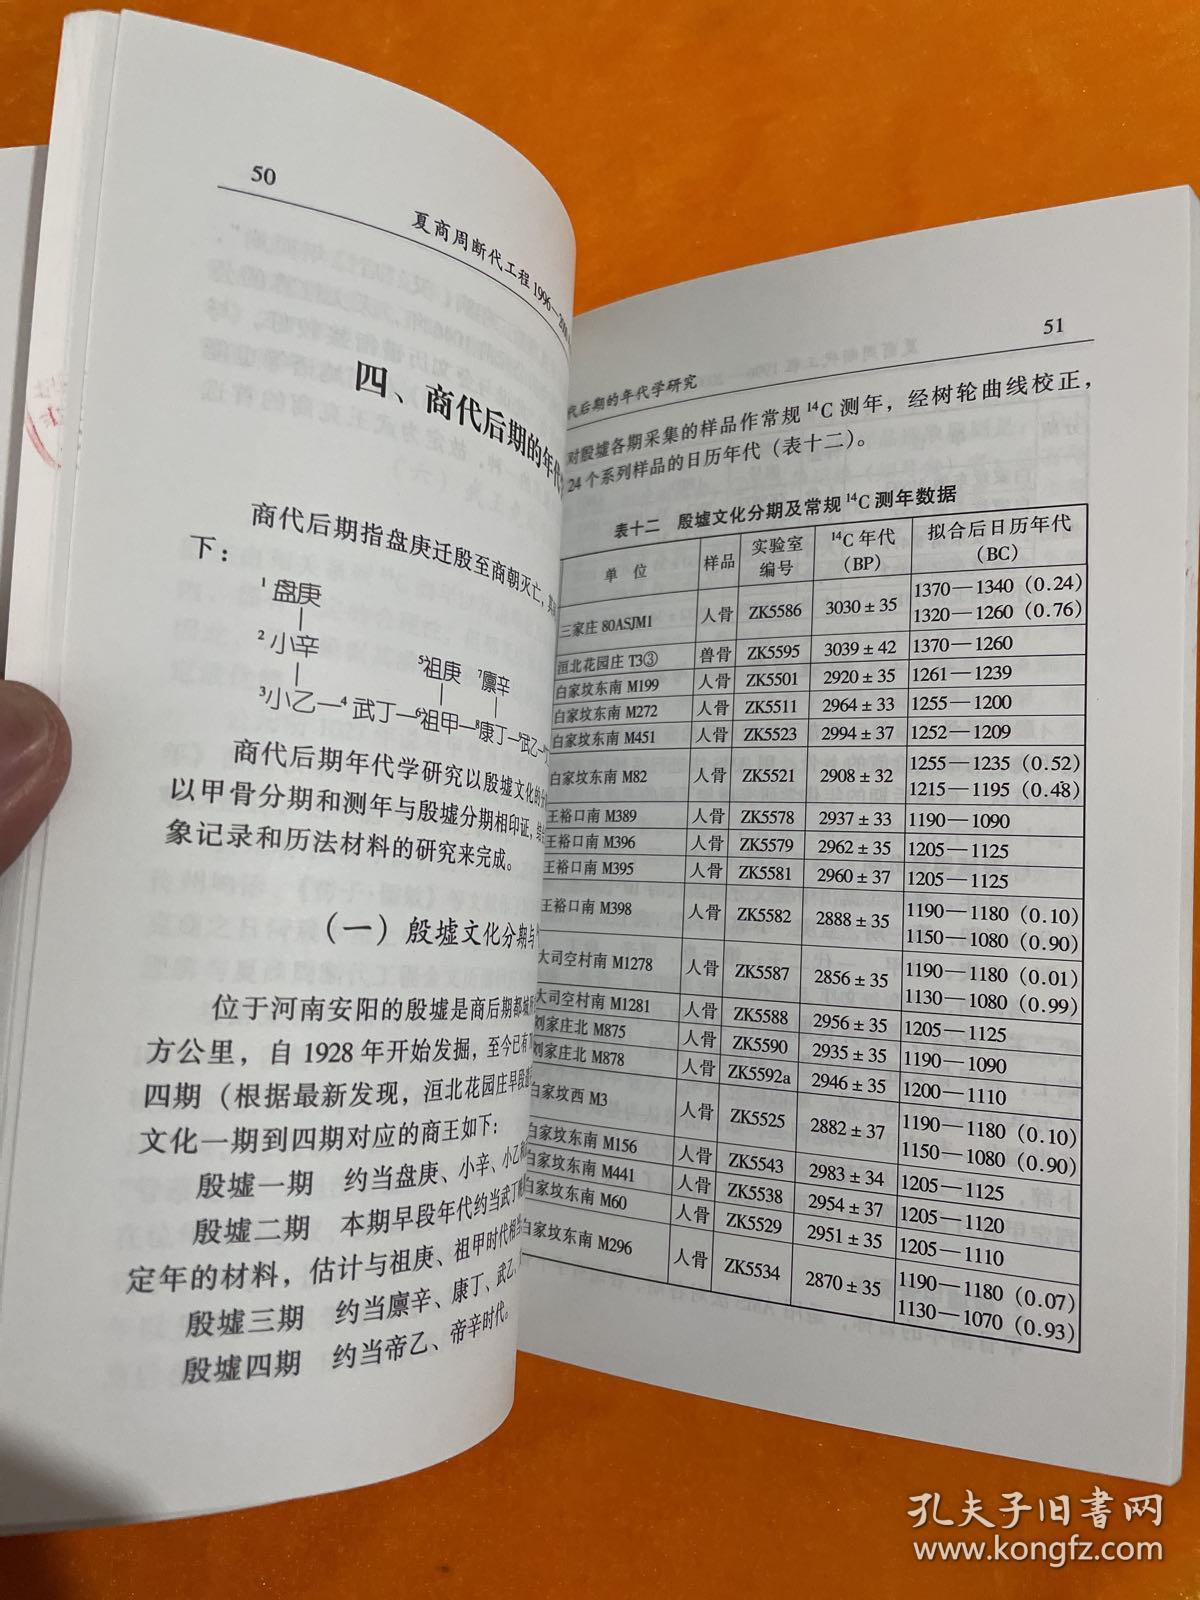 50
夏商周断代工程1996—2000
四、商代后期的年代
商代后期指盘庚迁殷至商朝灭亡，其
下：
1盘庚
2小辛 5祖庚 7廪辛
3小乙—4武丁—6祖甲—8康丁—9武乙—
商代后期年代学研究以殷墟文化的分
以甲骨分期和测年与殷墟分期相印证，
象记录和历法材料的研究来完成。
（一）殷墟文化分期与
位于河南安阳的殷墟是商后期都城
方公里，自1928年开始发掘，至今已有
四期（根据最新发现，洹北花园庄早段
文化一期到四期对应的商王如下：
殷墟一期 约当盘庚、小辛、小乙
殷墟二期 本期早段年代约当武丁
定年的材料，估计与祖庚、祖甲时代相
殷墟三期 约当廪辛、康丁、武乙、
殷墟四期 约当帝乙、帝辛时代。
51
代后期的年代学研究
对殷墟各期采集的样品作常规14C测年，经树轮曲线校正，
24个系列样品的日历年代（表十二）。
表十二 殷墟文化分期及常规14C测年数据
单位 样品 实验室编号 14C年代(BP) 拟合后日历年代(BC)
三家庄80ASJM1 人骨 ZK5586 3030±35 1370—1340(0.24)
1320—1260(0.76)
洹北花园庄T3③ 兽骨 ZK5595 3039±42 1370—1260
白家坟东南M199 人骨 ZK5501 2920±35 1261—1239
白家坟东南M272 人骨 ZK5511 2964±33 1255—1200
白家坟东南M451 人骨 ZK5523 2994±37 1252—1209
白家坟东南M82 人骨 ZK5521 2908±32 1255—1235(0.52)
1215—1195(0.48)
王裕口南M389 人骨 ZK5578 2937±33 1190—1090
王裕口南M396 人骨 ZK5579 2962±35 1205—1125
王裕口南M395 人骨 ZK5581 2960±37 1205—1125
王裕口南M398 人骨 ZK5582 2888±35 1190—1180(0.10)
1150—1080(0.90)
大司空村南M1278 人骨 ZK5587 2856±35 1190—1180(0.01)
1130—1080(0.99)
大司空村南M1281 人骨 ZK5588 2956±35 1205—1125
刘家庄北M875 人骨 ZK5590 2935±35 1190—1090
刘家庄北M878 人骨 ZK5592a 2946±35 1200—1110
白家坟西M3 人骨 ZK5525 2882±37 1190—1180(0.10)
1150—1080(0.90)
白家坟东南M156 人骨 ZK5543 2983±34 1205—1125
白家坟东南M441 人骨 ZK5538 2954±37 1205—1120
白家坟东南M60 人骨 ZK5529 2951±35 1205—1110
白家坟东南M296 人骨 ZK5534 2870±35 1190—1180(0.07)
1130—1070(0.93)
孔夫子旧书网
www.kongfz.com